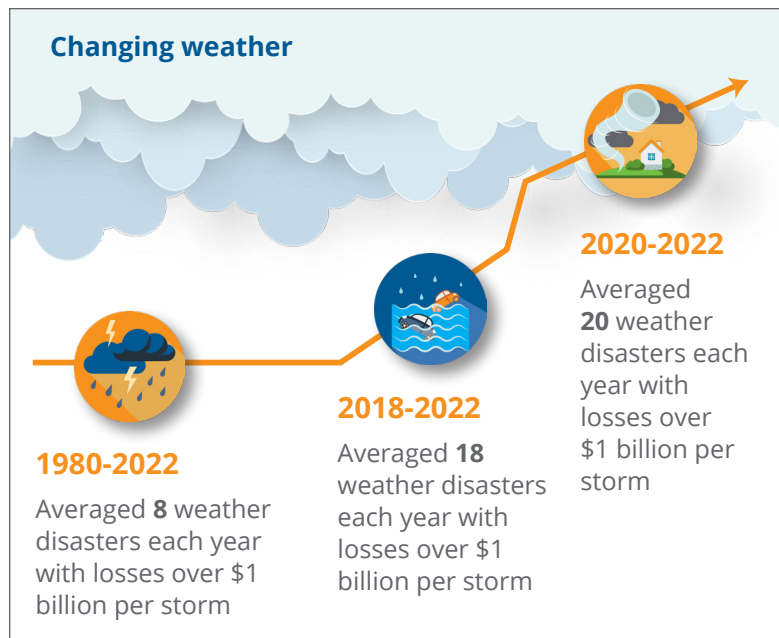 Changing weather
1980-2022
Averaged 8 weather
disasters each year
with losses over $1
billion per storm
2018-2022
Averaged 18
weather disasters
each year with
losses over $1
billion per storm
2020-2022
Averaged
20 weather
disasters each
year with
losses over
$1 billion per
storm